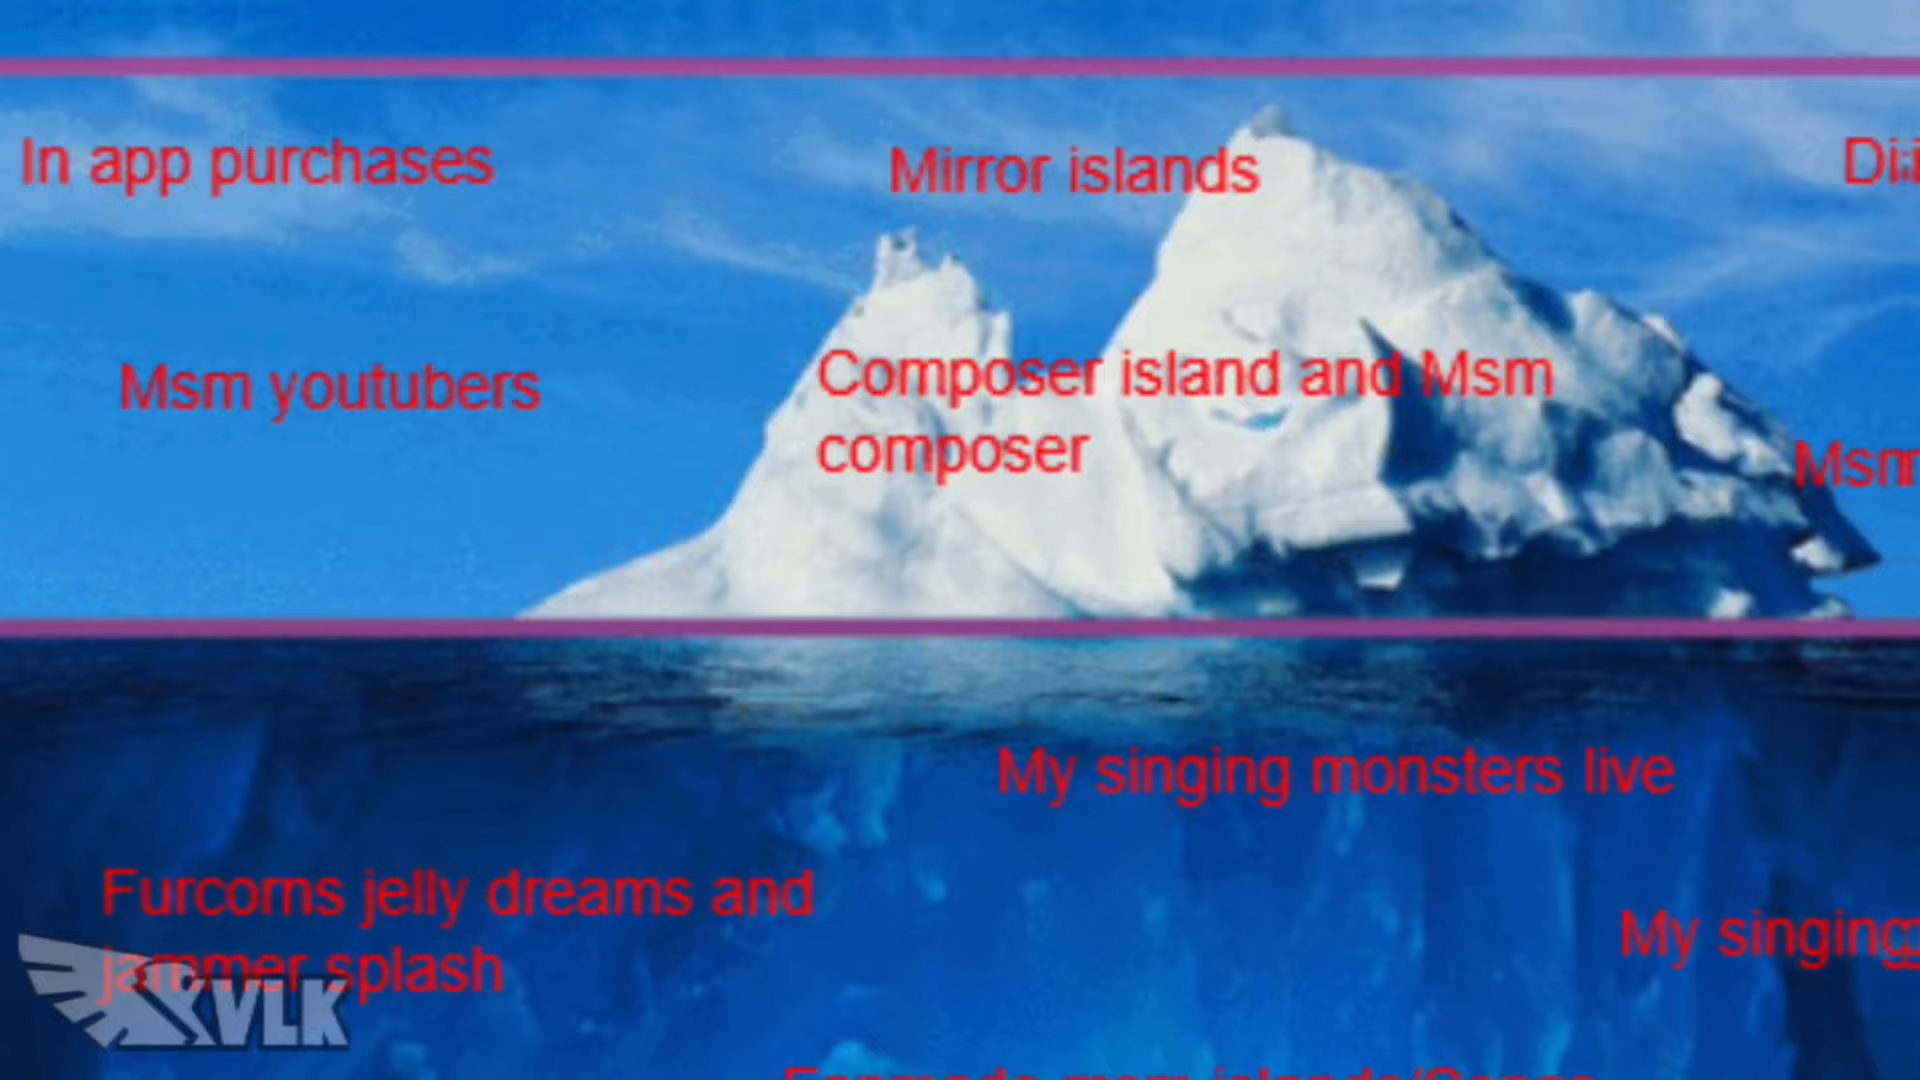 In app purchases
Mirror islands
Msm youtubers
Composer island and Msm
composer
My singing monsters live
Furcorns jelly dreams and
jammer splash
My singing
VLK